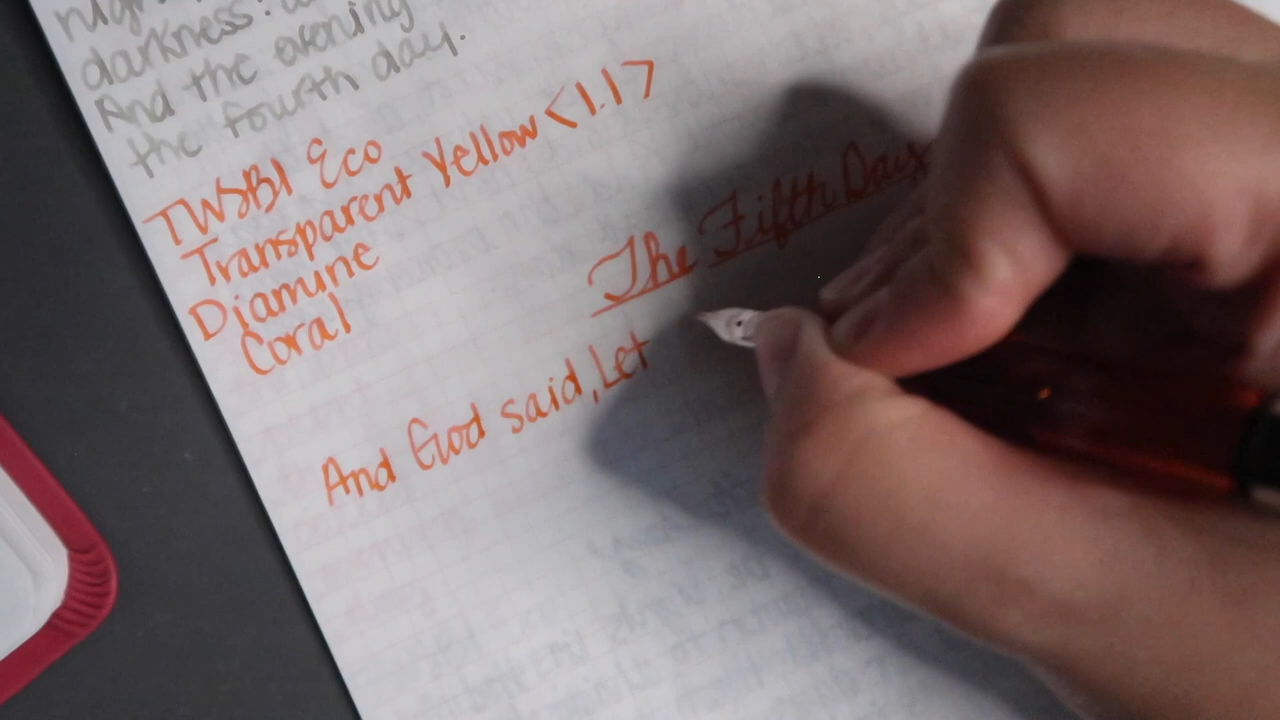 darkness:
And the evening
the fourth day.
TWSBI Eco
Transparent Yellow <1.1>
Diamine
Coral
The Fifth Day
And God said, Let